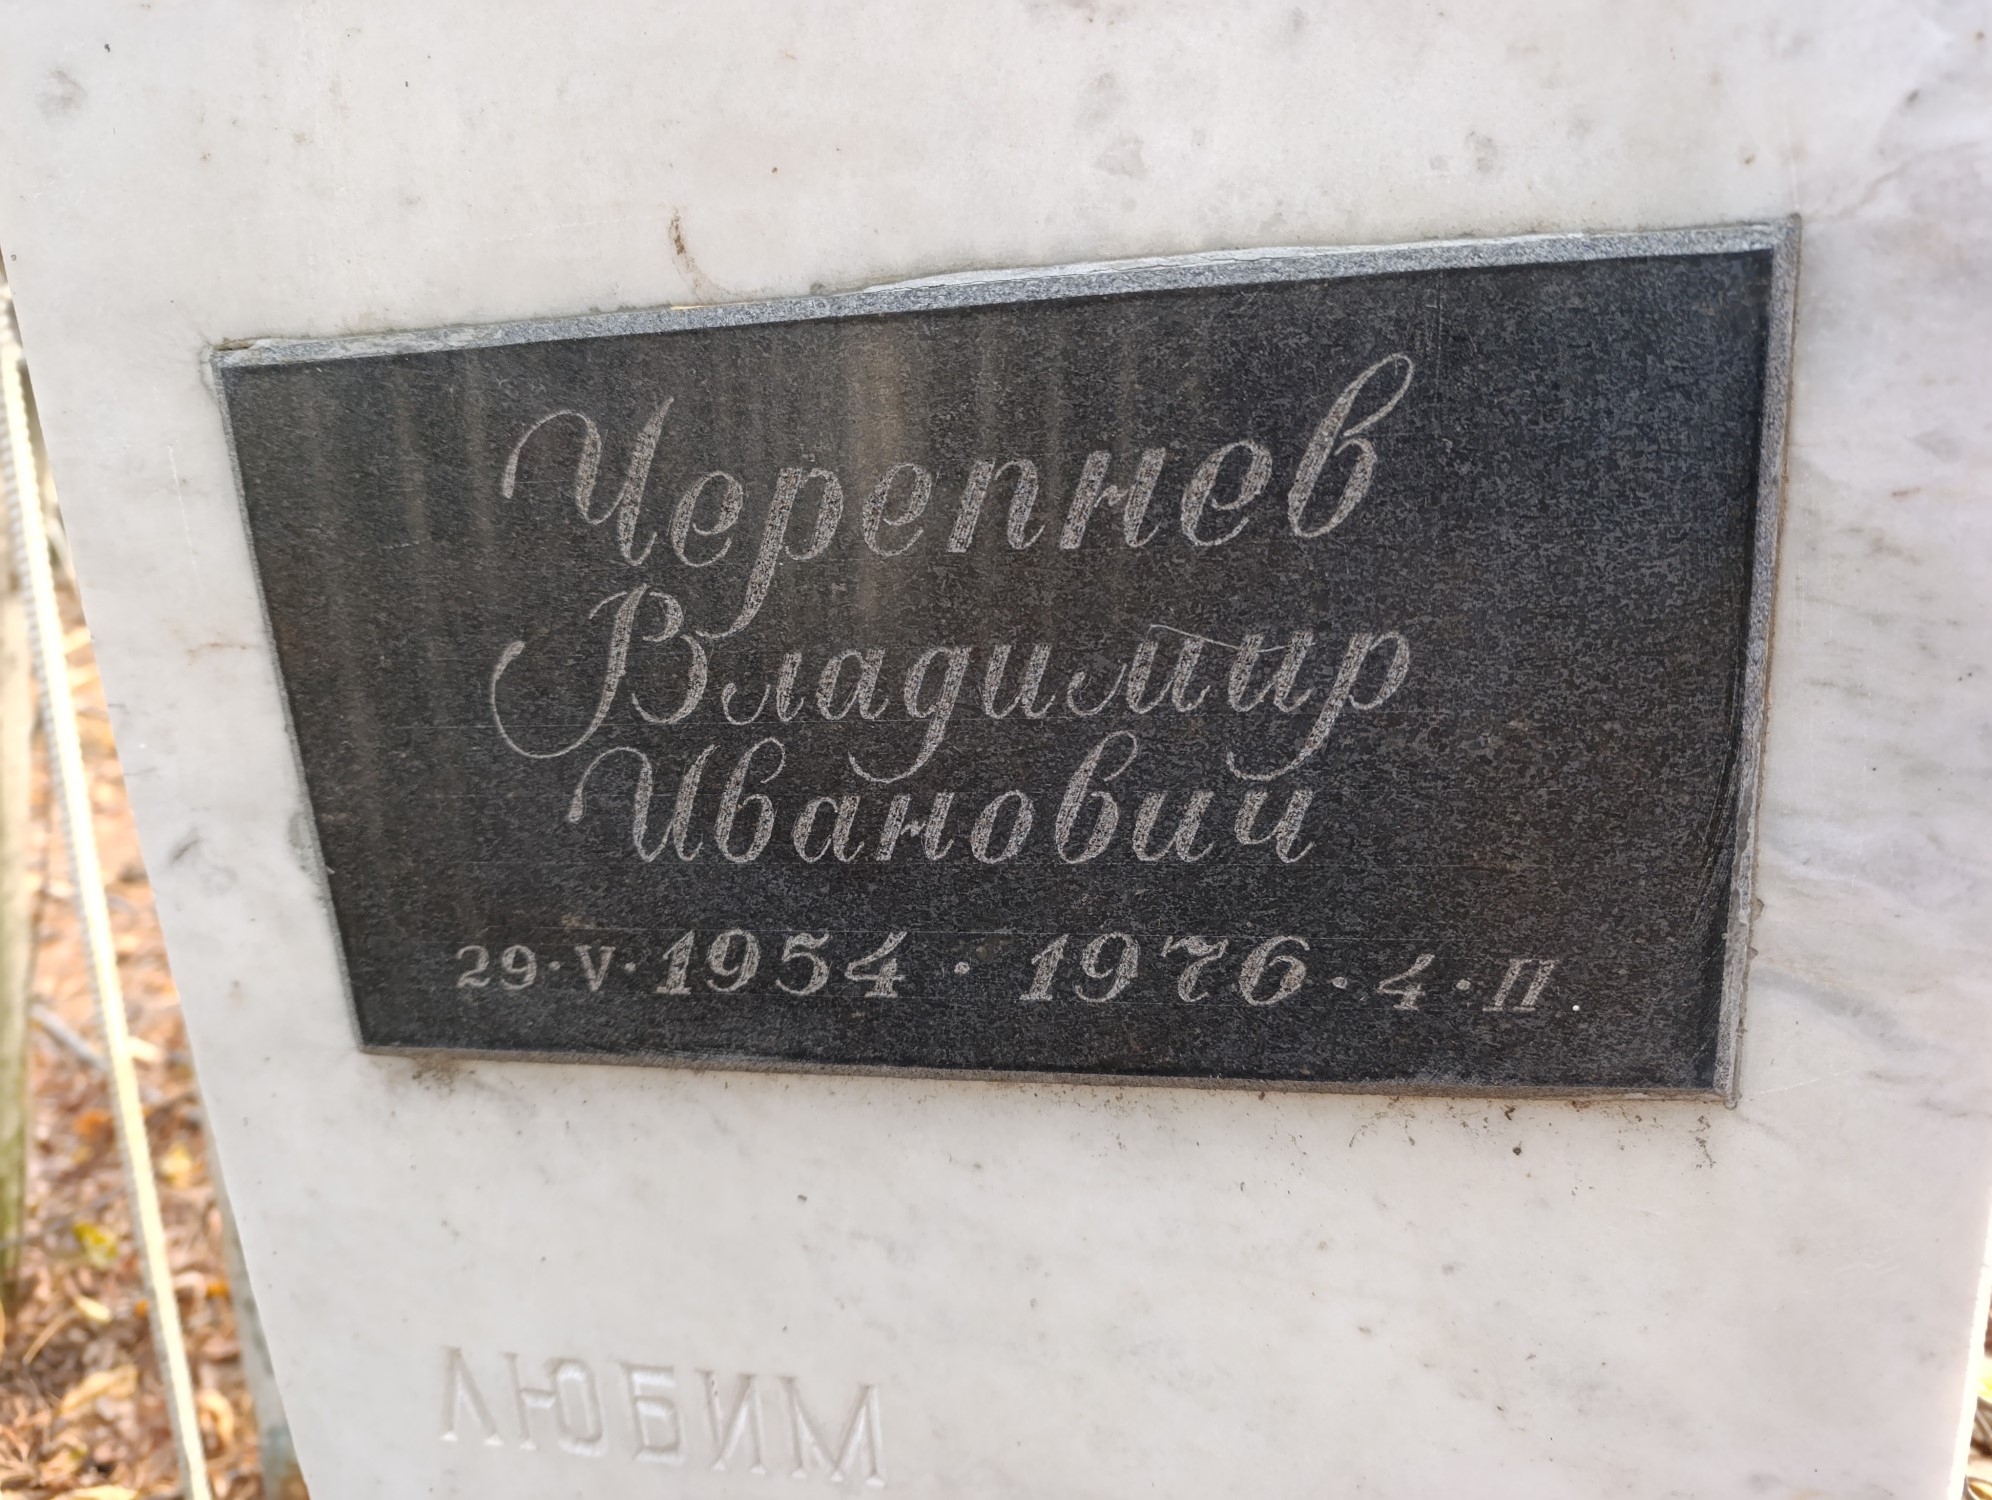 Черепнев
Владимир
Иванович
29·V·1954 · 1976·4·II
ЛЮБИМ